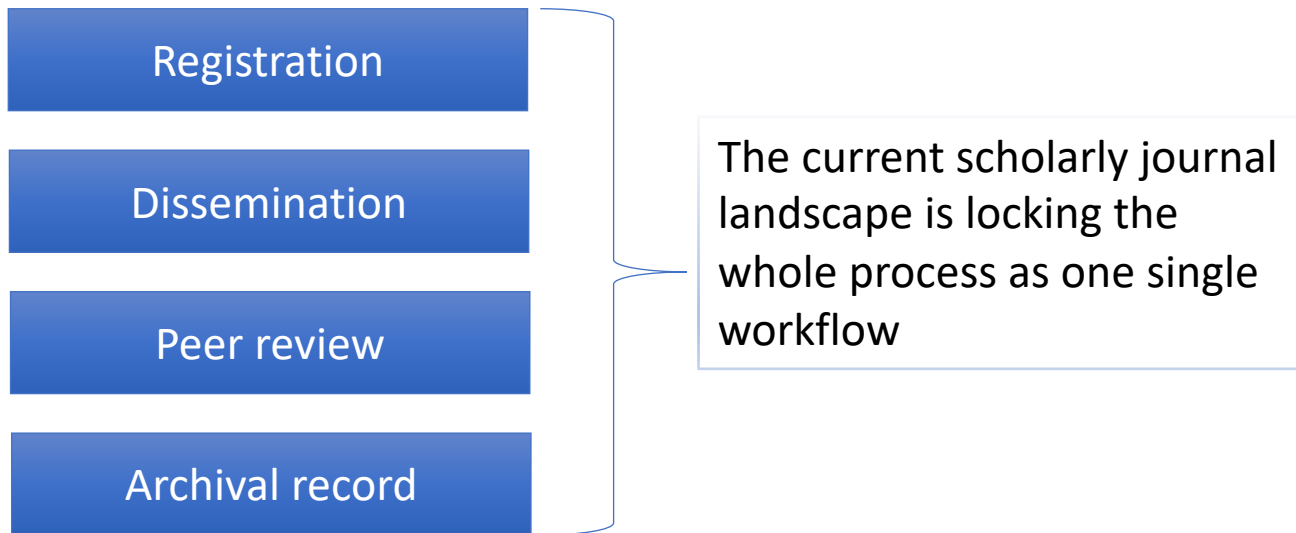 Registration
Dissemination
Peer review
Archival record
The current scholarly journal
landscape is locking the
whole process as one single
workflow